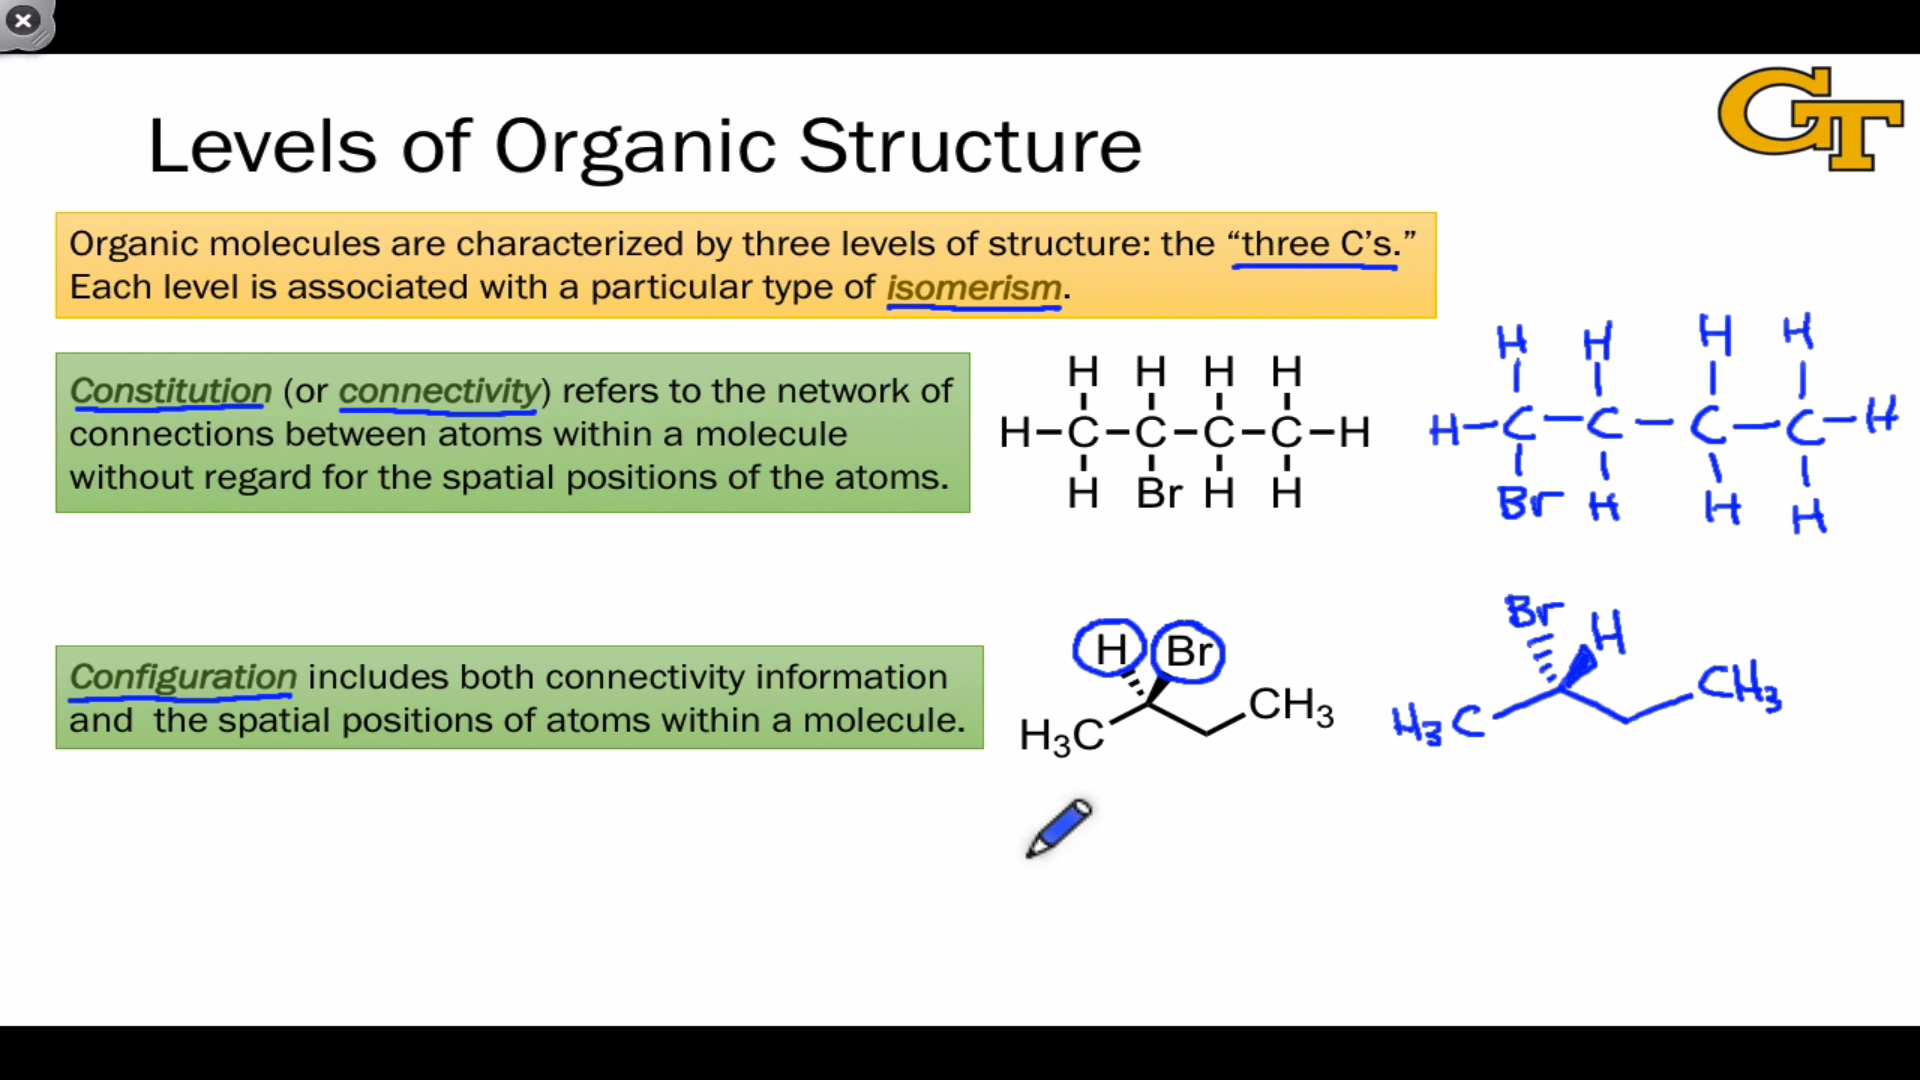 GT
Levels of Organic Structure
Organic molecules are characterized by three levels of structure: the “three C’s.”
Each level is associated with a particular type of isomerism.
Constitution (or connectivity) refers to the network of
connections between atoms within a molecule
without regard for the spatial positions of the atoms.
H H H H
H–C–C–C–C–H
H Br H H
H H H H
H–C–C–C–C–H
Br H H H
Configuration includes both connectivity information
and the spatial positions of atoms within a molecule.
H Br
H₃C CH₃
Br H
H₃C CH₃